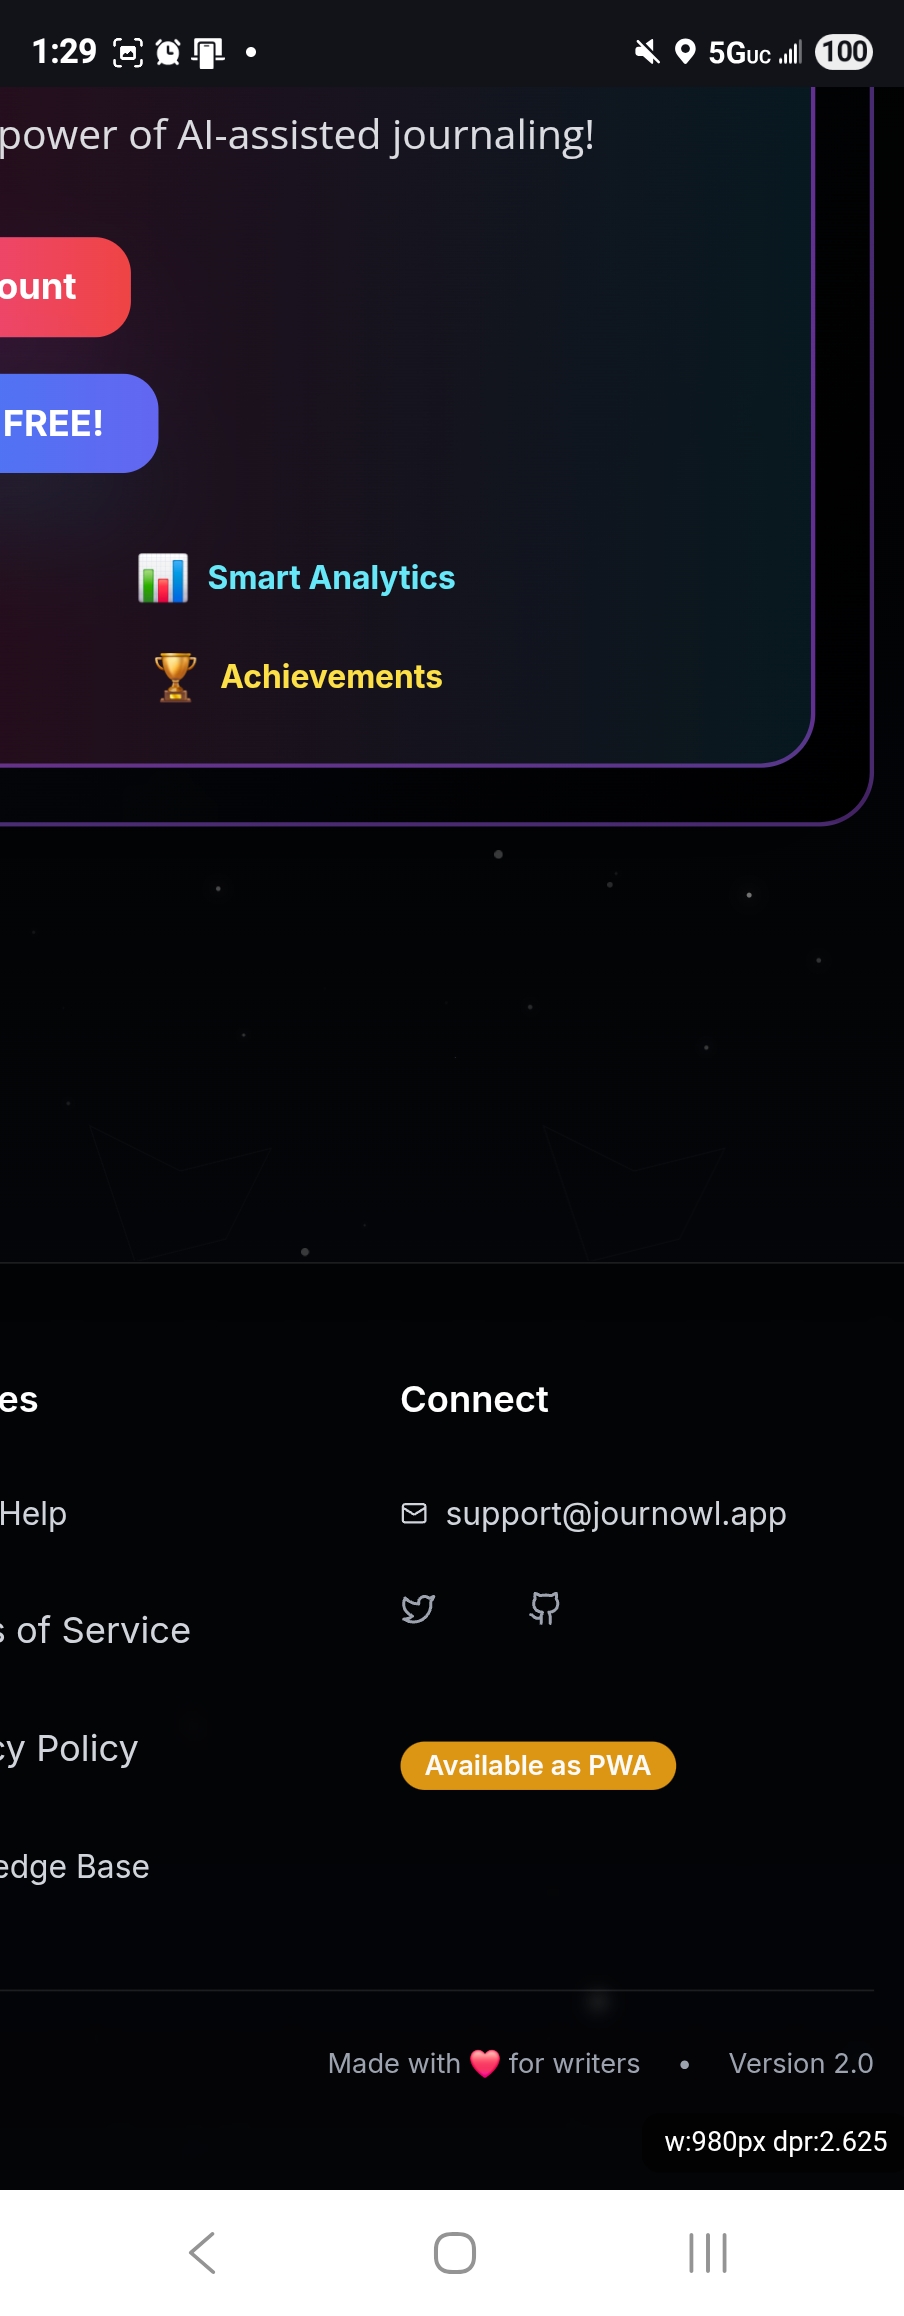 1:29 5GUC 100
power of AI-assisted journaling!
ount
FREE!
Smart Analytics
Achievements
es
Connect
Help
support@journowl.app
s of Service
cy Policy
Available as PWA
edge Base
Made with ❤️ for writers • Version 2.0
w:980px dpr:2.625